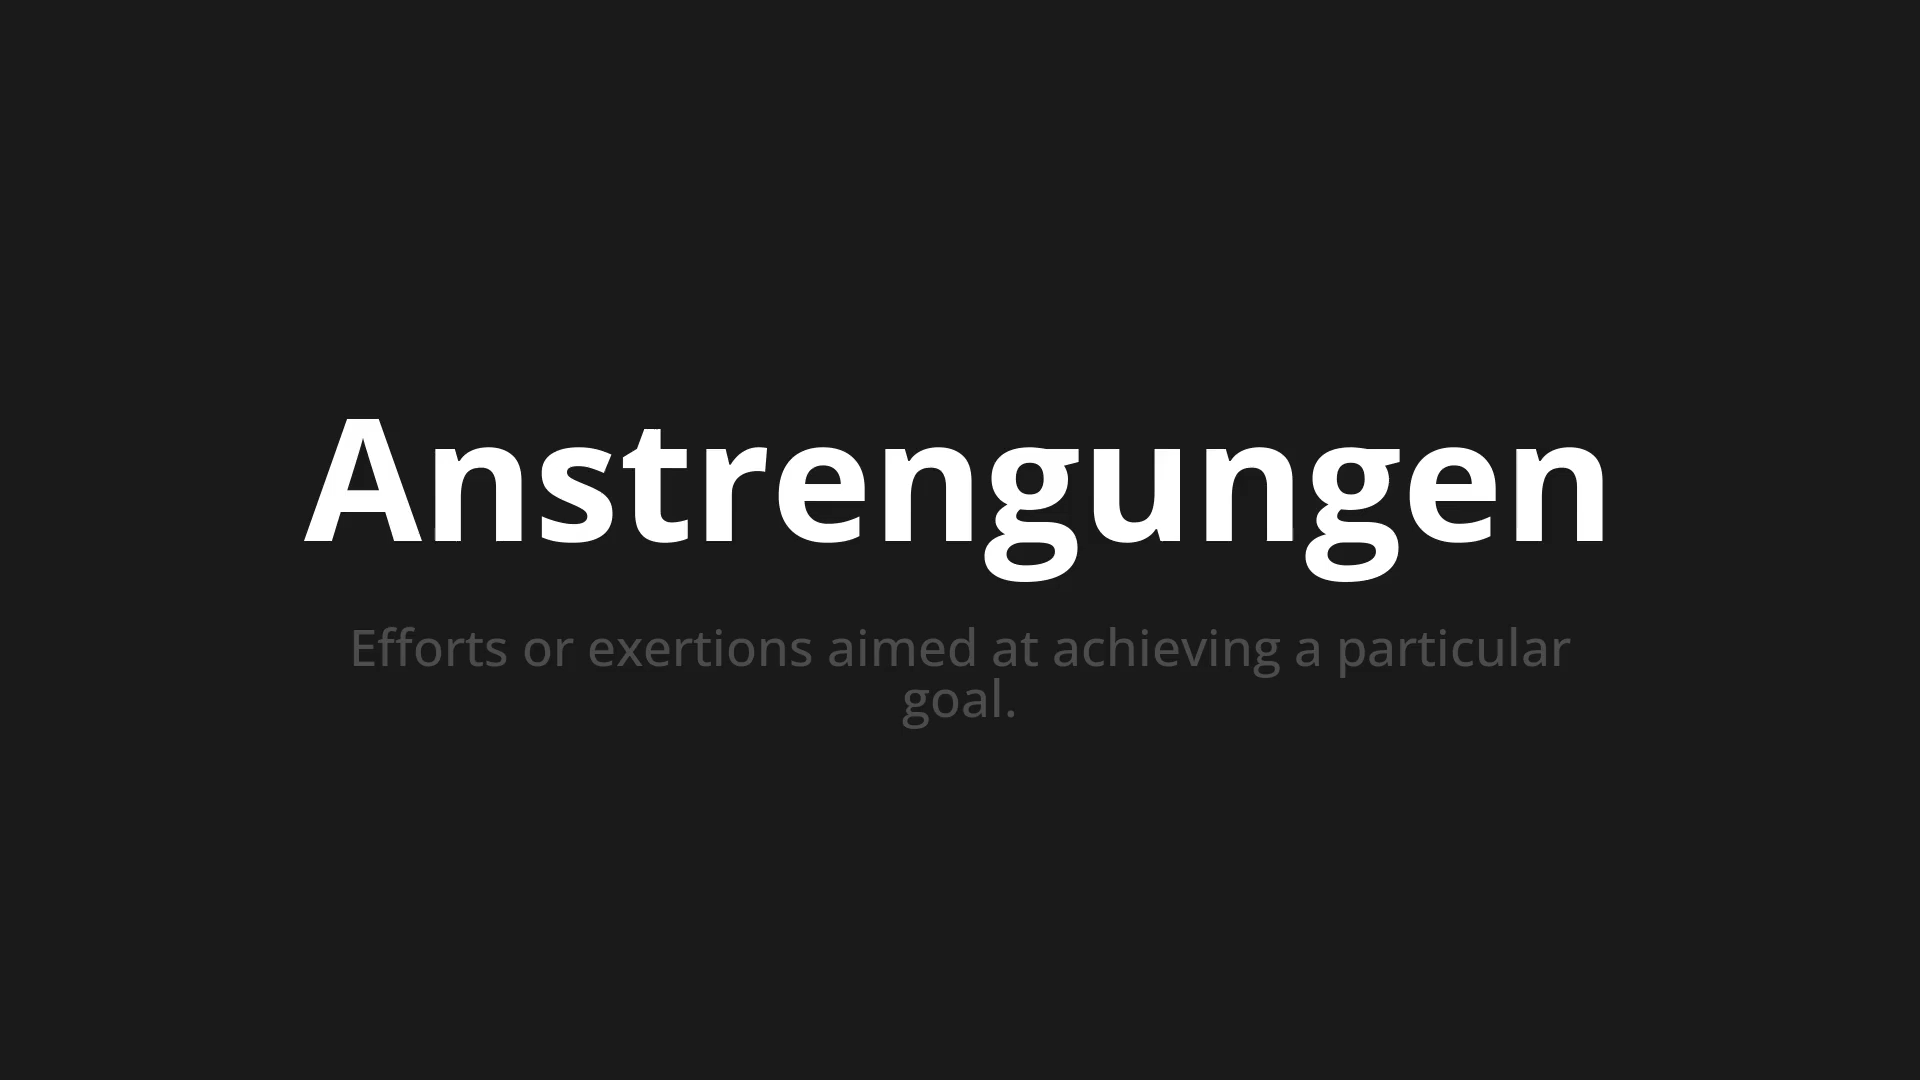 Anstrengungen
Efforts or exertions aimed at achieving a particular
goal.